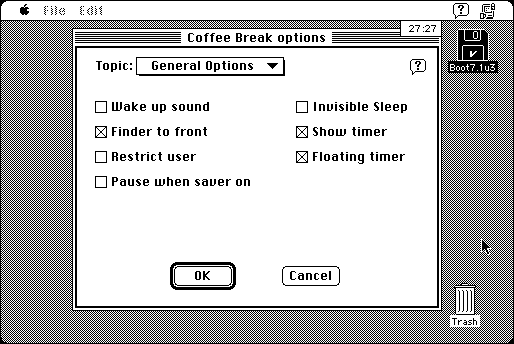 File Edit
27:27
Coffee Break options
Topic: General Options
Wake up sound
Invisible Sleep
Finder to front
Show timer
Restrict user
Floating timer
Pause when saver on
OK
Cancel
Boot7.1u3
Trash